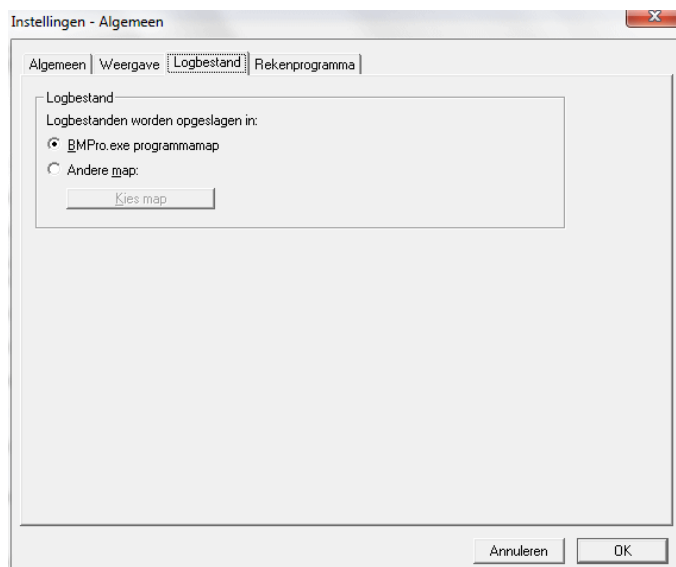 Instellingen - Algemeen
Algemeen Weergave Logbestand Rekenprogramma
Logbestand
Logbestanden worden opgeslagen in:
BMPro.exe programmamap
Andere map:
Kies map
Annuleren OK